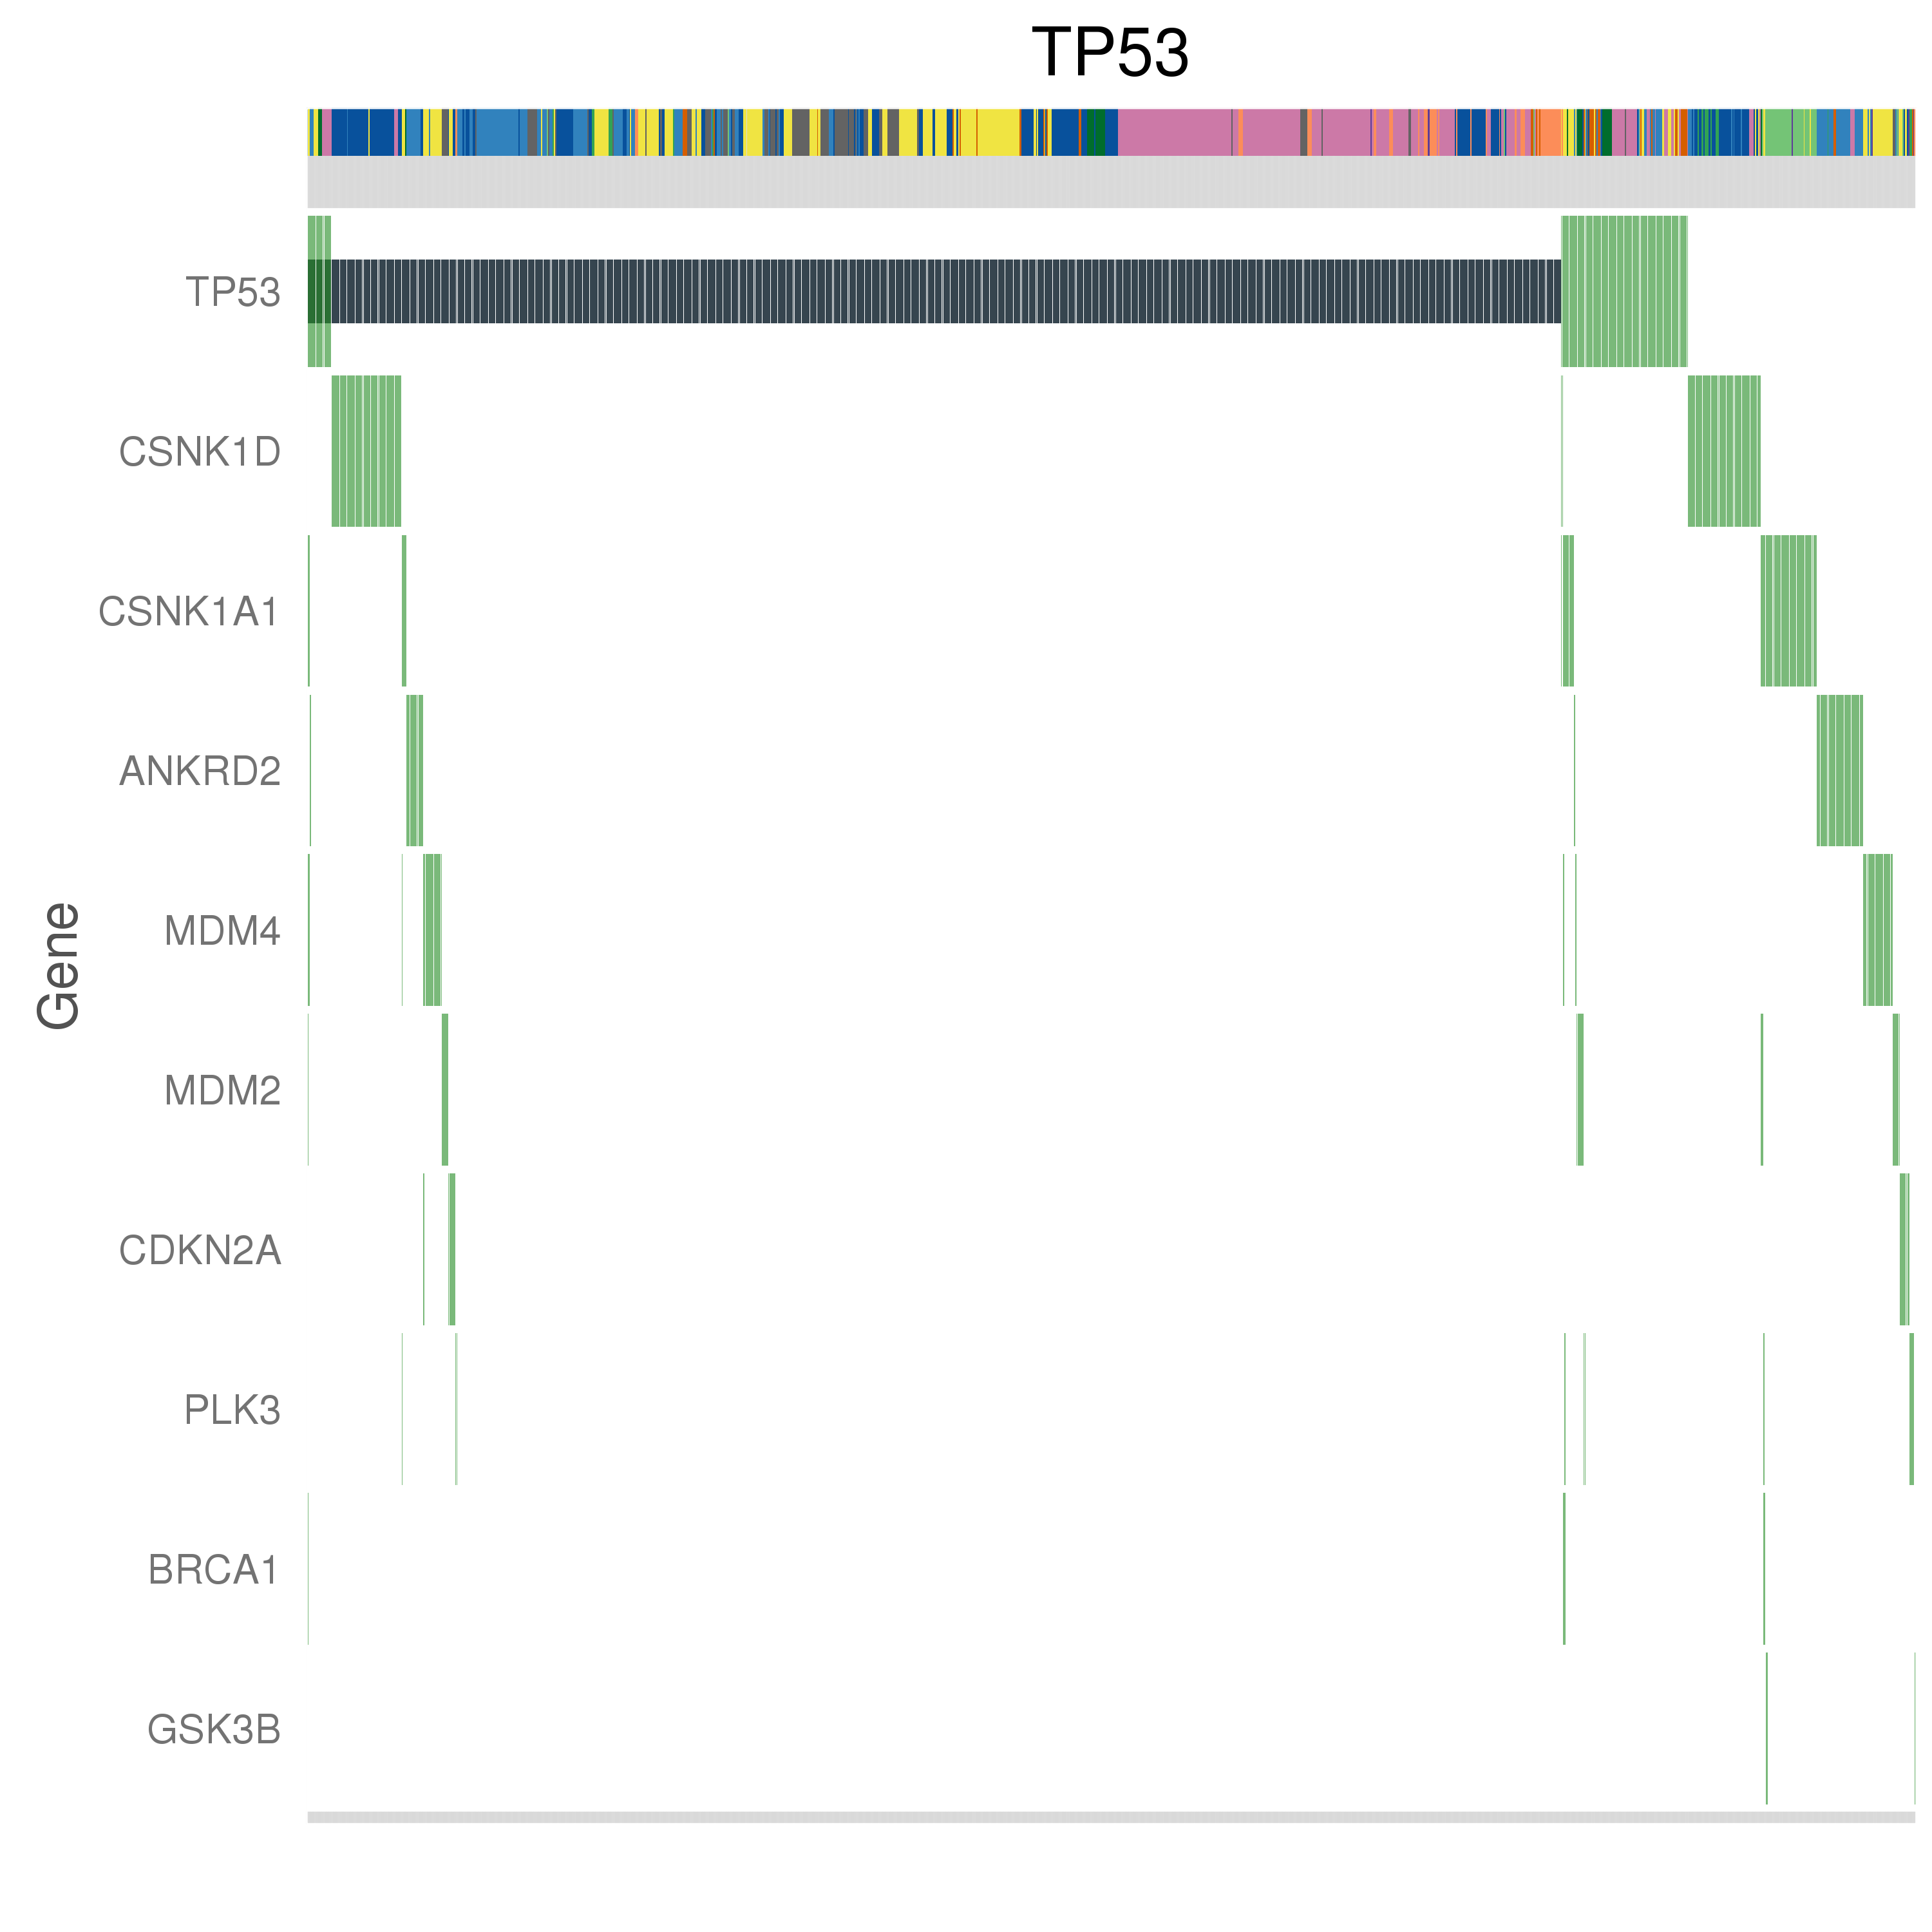 TP53
TP53
CSNK1D
CSNK1A1
ANKRD2
MDM4
MDM2
CDKN2A
PLK3
BRCA1
GSK3B
Gene